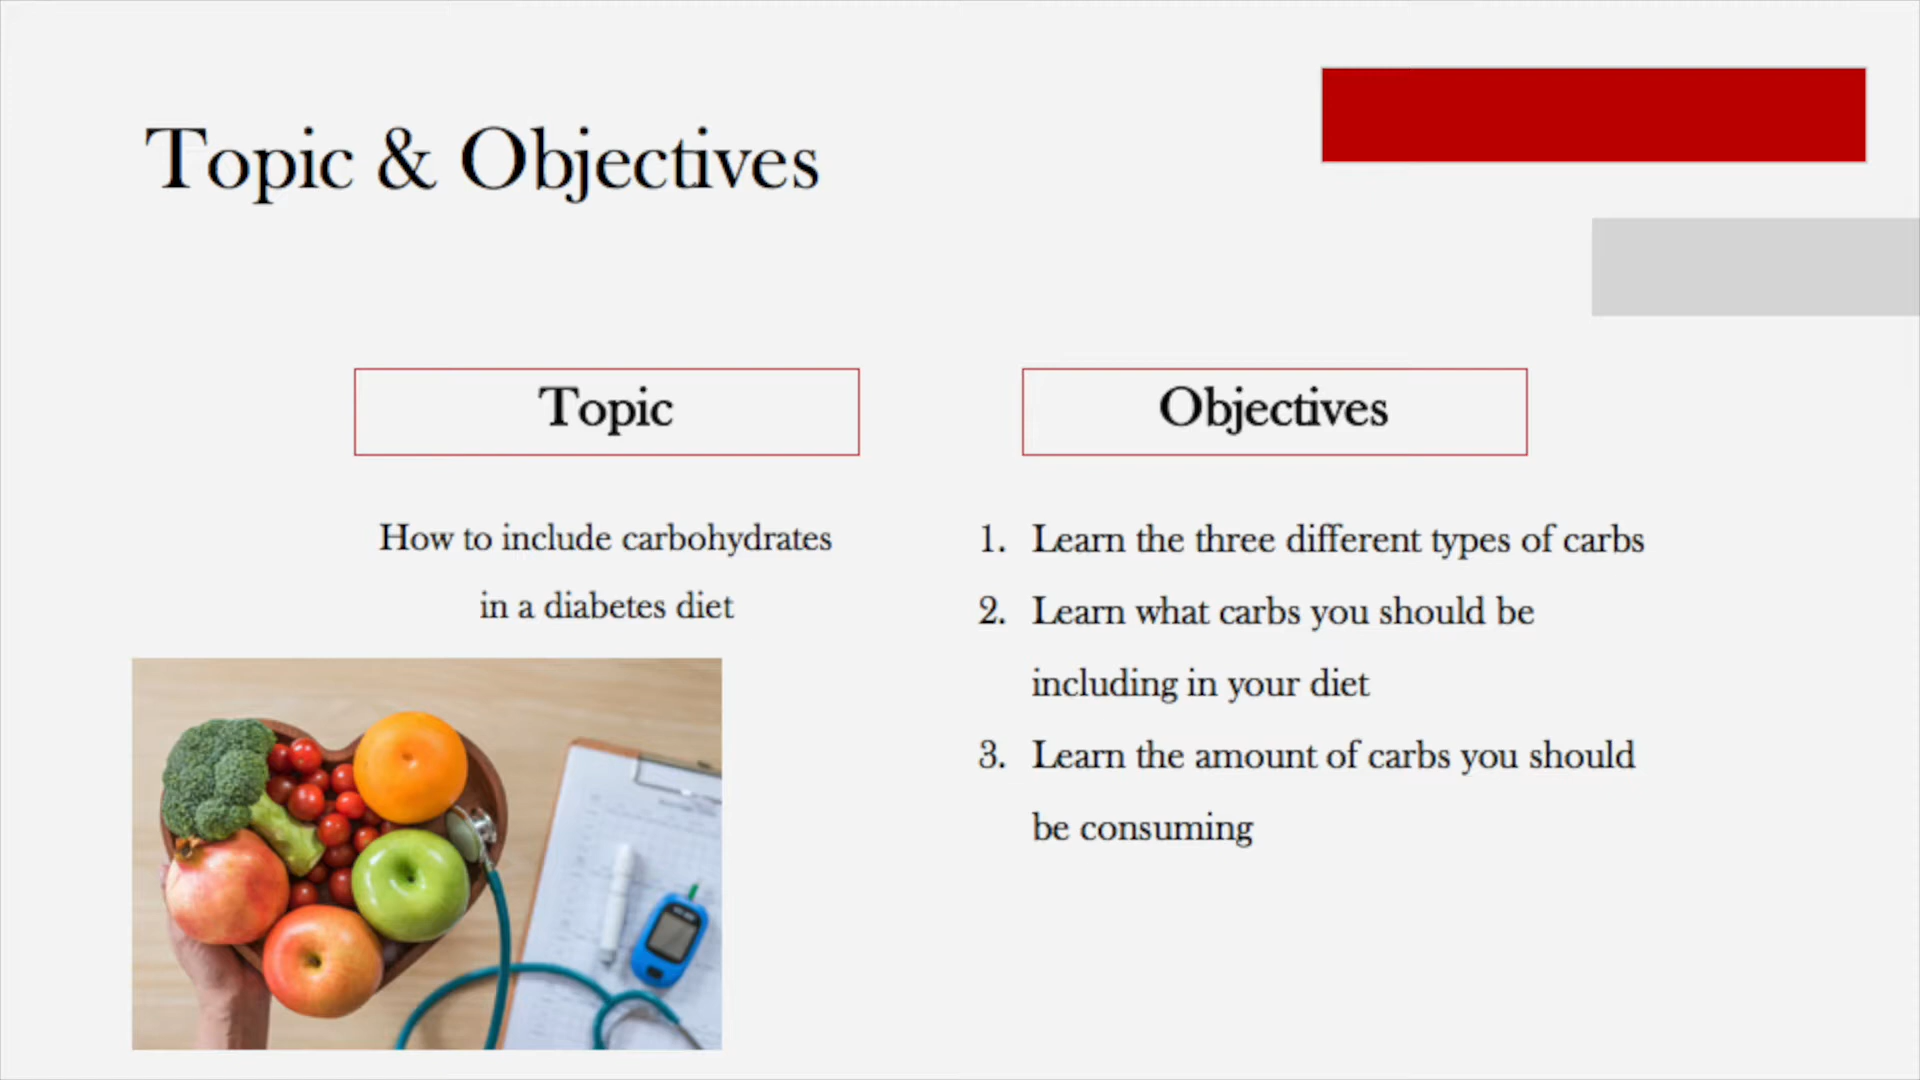 Topic & Objectives
Topic
How to include carbohydrates
in a diabetes diet
Objectives
1. Learn the three different types of carbs
2. Learn what carbs you should be
including in your diet
3. Learn the amount of carbs you should
be consuming